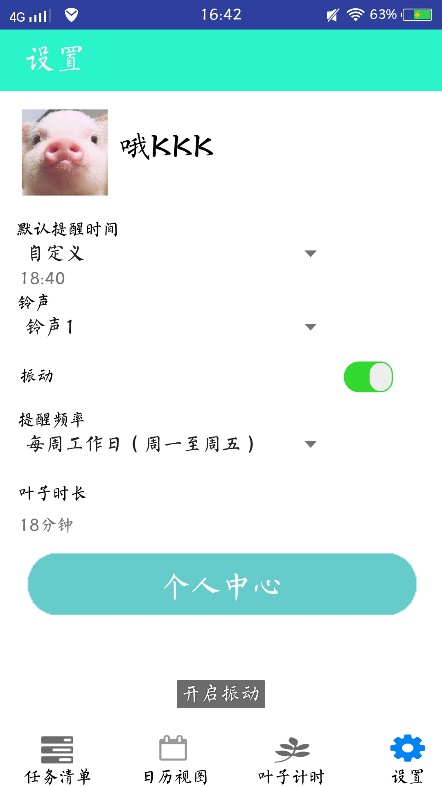 4G 16:42 63%
设置
哦KKK
默认提醒时间
自定义
18:40
铃声
铃声1
振动
提醒频率
每周工作日（周一至周五）
叶子时长
18分钟
个人中心
开启振动
任务清单 日历视图 叶子计时 设置